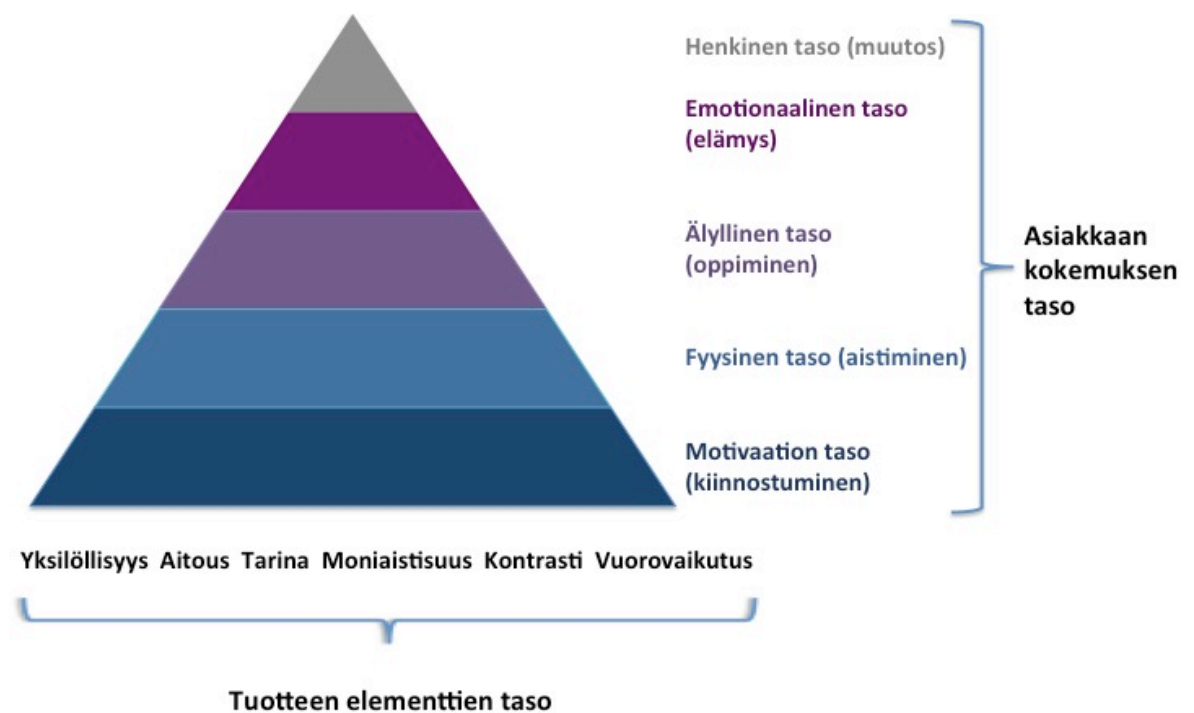 Henkinen taso (muutos)
Emotionaalinen taso
(elämys)
Älyllinen taso
(oppiminen)
Fyysinen taso (aistiminen)
Motivaation taso
(kiinnostuminen)
Asiakkaan
kokemuksen
taso
Yksilöllisyys Aitous Tarina Moniaistisuus Kontrasti Vuorovaikutus
Tuotteen elementtien taso